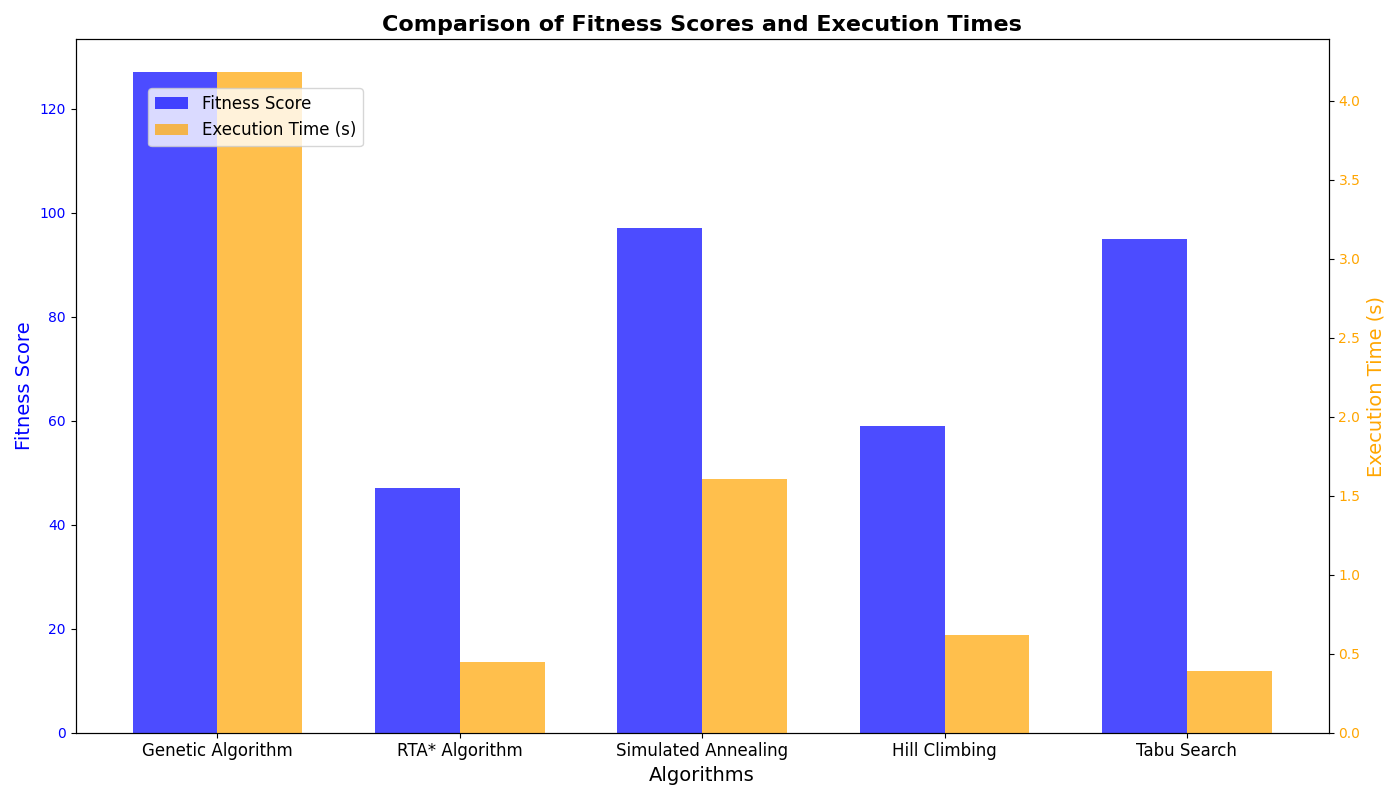 Comparison of Fitness Scores and Execution Times
Fitness Score
Execution Time (s)
120
100
80
60
40
20
0
Fitness Score
4.0
3.5
3.0
2.5
2.0
1.5
1.0
0.5
0.0
Execution Time (s)
Genetic Algorithm
RTA* Algorithm
Simulated Annealing
Hill Climbing
Tabu Search
Algorithms